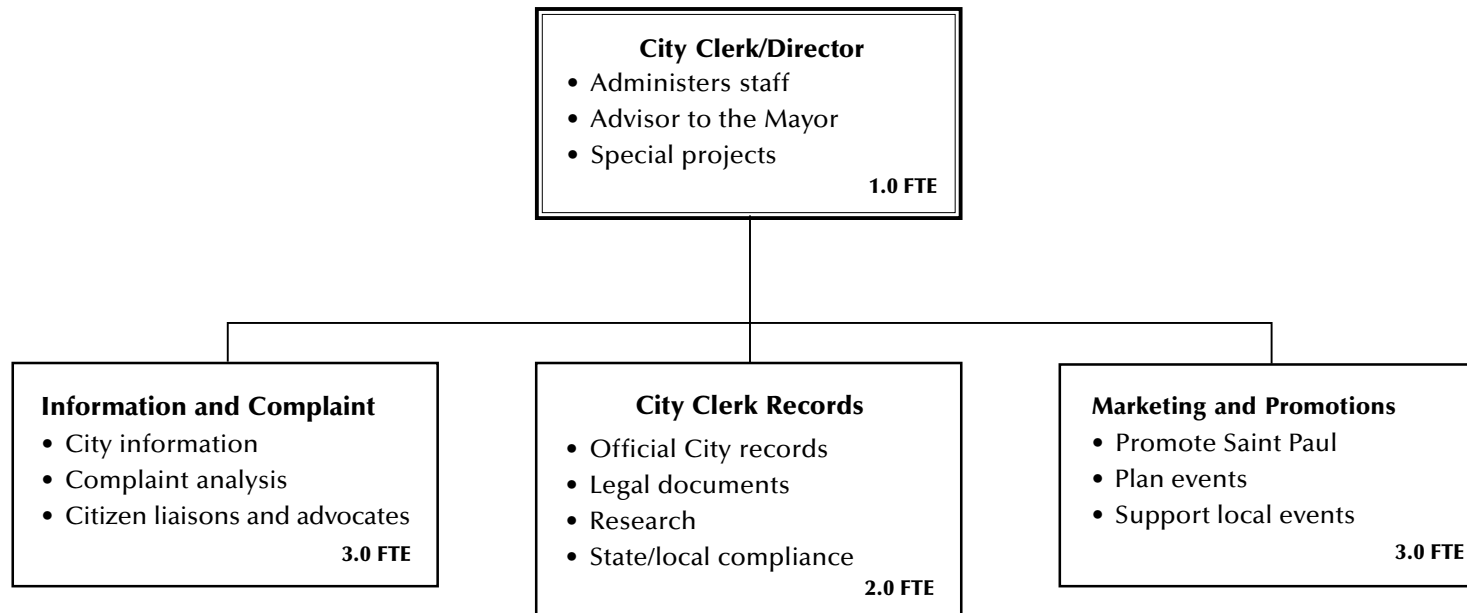 City Clerk/Director
• Administers staff
• Advisor to the Mayor
• Special projects
1.0 FTE
Information and Complaint
• City information
• Complaint analysis
• Citizen liaisons and advocates
3.0 FTE
City Clerk Records
• Official City records
• Legal documents
• Research
• State/local compliance
2.0 FTE
Marketing and Promotions
• Promote Saint Paul
• Plan events
• Support local events
3.0 FTE